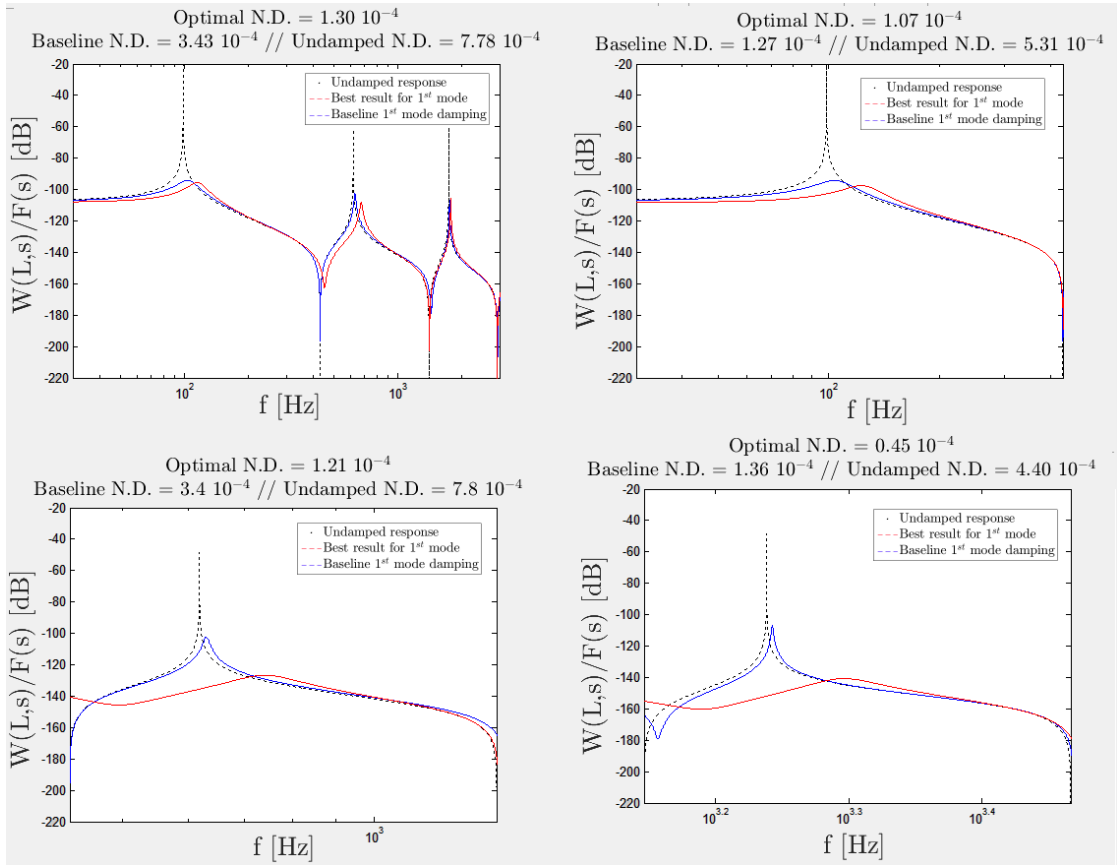 Optimal N.D. = 1.30 10⁻⁴
Baseline N.D. = 3.43 10⁻⁴ // Undamped N.D. = 7.78 10⁻⁴
W(L,s)/F(s) [dB]
-20
-40
-60
-80
-100
-120
-140
-160
-180
-200
-220
Undamped response
Best result for 1ˢᵗ mode
Baseline 1ˢᵗ mode damping
10²
10³
f [Hz]
Optimal N.D. = 1.07 10⁻⁴
Baseline N.D. = 1.27 10⁻⁴ // Undamped N.D. = 5.31 10⁻⁴
W(L,s)/F(s) [dB]
-20
-40
-60
-80
-100
-120
-140
-160
-180
-200
-220
Undamped response
Best result for 1ˢᵗ mode
Baseline 1ˢᵗ mode damping
10²
f [Hz]
Optimal N.D. = 1.21 10⁻⁴
Baseline N.D. = 3.4 10⁻⁴ // Undamped N.D. = 7.8 10⁻⁴
W(L,s)/F(s) [dB]
-20
-40
-60
-80
-100
-120
-140
-160
-180
-200
-220
Undamped response
Best result for 1ˢᵗ mode
Baseline 1ˢᵗ mode damping
10³
f [Hz]
Optimal N.D. = 0.45 10⁻⁴
Baseline N.D. = 1.36 10⁻⁴ // Undamped N.D. = 4.40 10⁻⁴
W(L,s)/F(s) [dB]
-20
-40
-60
-80
-100
-120
-140
-160
-180
-200
-220
Undamped response
Best result for 1ˢᵗ mode
Baseline 1ˢᵗ mode damping
10^3.2
10^3.3
10^3.4
f [Hz]